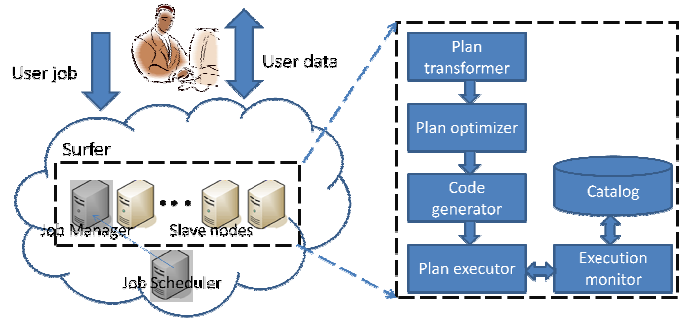 User job
User data
Surfer
Job Manager
Slave nodes
Job Scheduler
Plan
transformer
Plan optimizer
Code
generator
Catalog
Plan executor
Execution
monitor